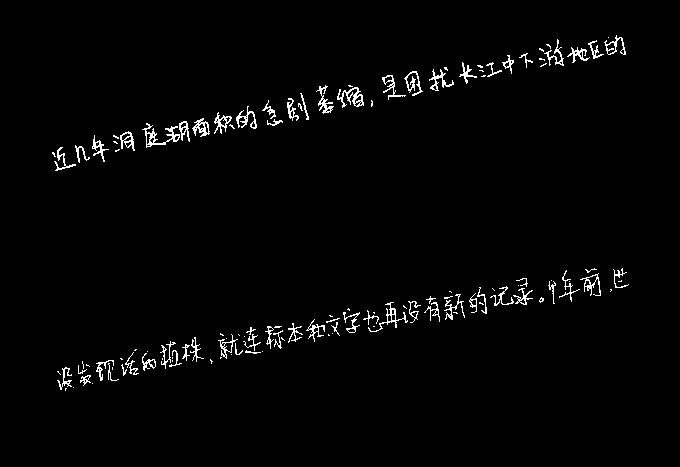 近几年洞庭湖面积的急剧萎缩，是困扰长江中下游地区的
没发现活的植株，就连标本和文字也再没有新的记录。午年前，世